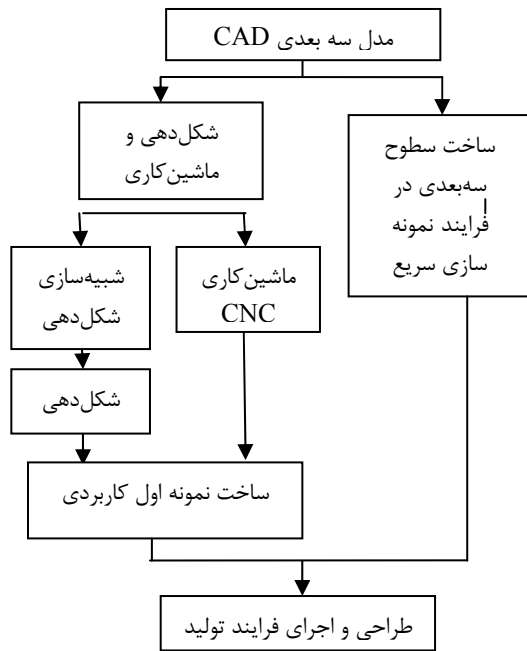 مدل سه بعدی CAD
شکل‌دهی و
ماشین‌کاری
ساخت سطوح
سه‌بعدی در
فرایند نمونه
سازی سریع
شبیه‌سازی
شکل‌دهی
ماشین‌کاری
CNC
شکل‌دهی
ساخت نمونه اول کاربردی
طراحی و اجرای فرایند تولید